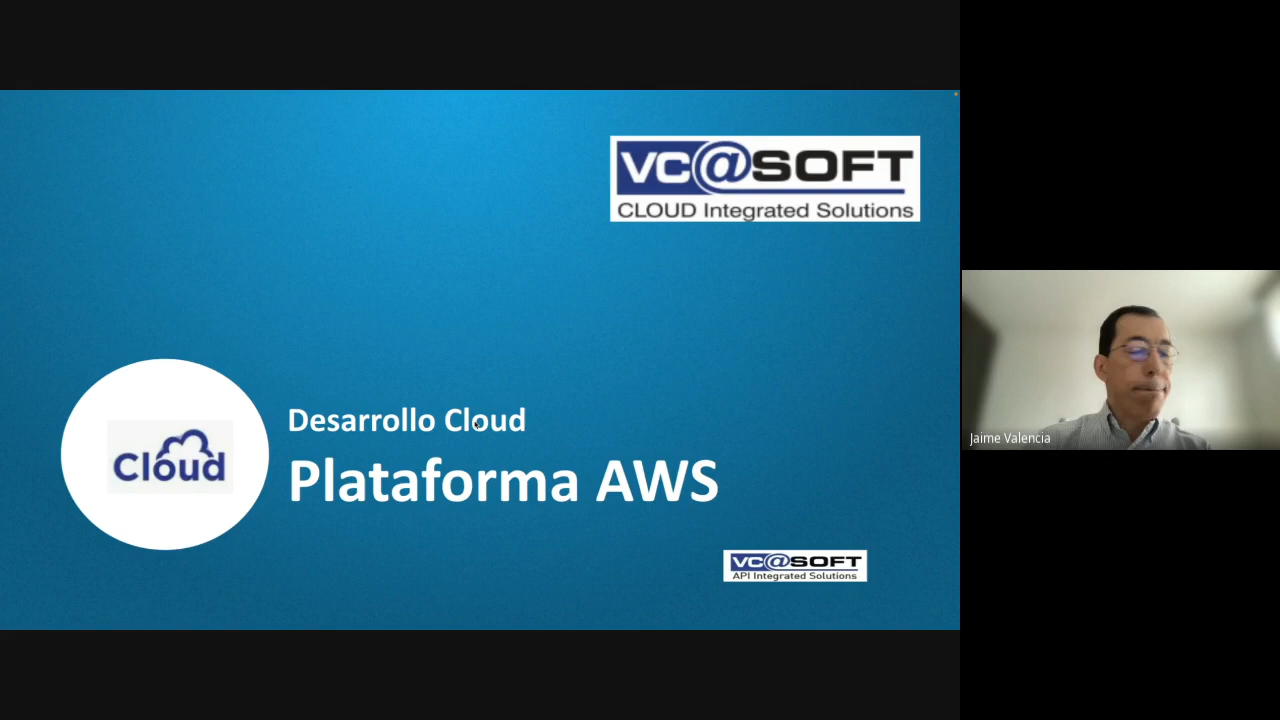 VC@SOFT
CLOUD Integrated Solutions
Cloud
Desarrollo Cloud
Plataforma AWS
VC@SOFT
API Integrated Solutions
Jaime Valencia